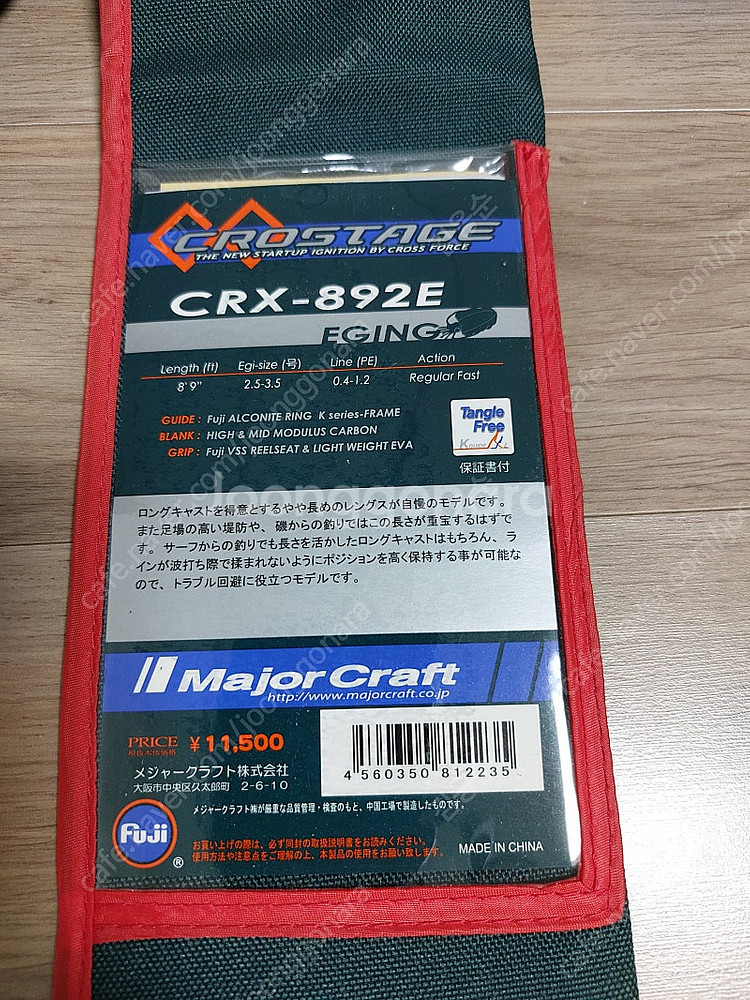 CROSTAGE
THE NEW STARTUP IGNITION BY CROSS FORCE
CRX-892E
EGING
Length (ft) Egi-size (号) Line (PE) Action
8'9" 2.5-3.5 0.4-1.2 Regular Fast
GUIDE : Fuji ALCONITE RING K series-FRAME
BLANK : HIGH & MID MODULUS CARBON
GRIP : Fuji VSS REELSEAT & LIGHT WEIGHT EVA
Tangle
Free
K GUIDE
保証書付
ロングキャストを得意とするやや長めのレングスが自慢のモデルです。
また足場の高い堤防や、磯からの釣りではこの長さが重宝するはずで
す。サーフからの釣りでも長さを活かしたロングキャストはもちろん、ラ
インが波打ち際で揉まれないようにポジションを高く保持する事が可能な
ので、トラブル回避に役立つモデルです。
Major Craft
http://www.majorcraft.co.jp
PRICE ¥11,500
税抜本体価格
メジャークラフト株式会社
大阪市中央区久太郎町 2-6-10
4 560350 812235
メジャークラフト㈱が厳重な品質管理・検査のもと、中国工場で製造したものです。
Fuji
®
お買い上げの際は、必ず同封の取扱説明書をお読みください。
使用方法や注意点をご理解の上、本製品の使用をお願い致します。
MADE IN CHINA
joonggonara
cafe.naver.com/joonggonara